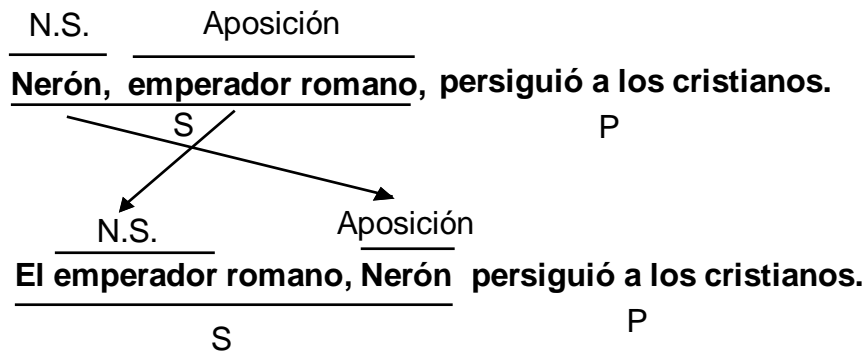 N.S. Aposición
Nerón, emperador romano, persiguió a los cristianos.
S P
N.S. Aposición
El emperador romano, Nerón persiguió a los cristianos.
S P